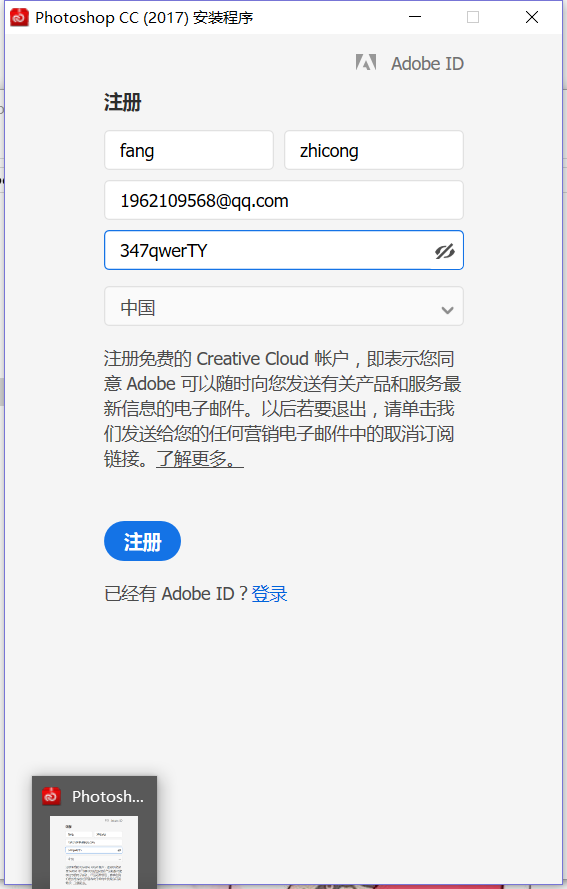 Photoshop CC (2017) 安装程序
Adobe ID
注册
fang
zhicong
1962109568@qq.com
347qwerTY
中国
注册免费的 Creative Cloud 帐户，即表示您同
意 Adobe 可以随时向您发送有关产品和服务最
新信息的电子邮件。以后若要退出，请单击我
们发送给您的任何营销电子邮件中的取消订阅
链接。了解更多。
注册
已经有 Adobe ID？登录
Photosh...